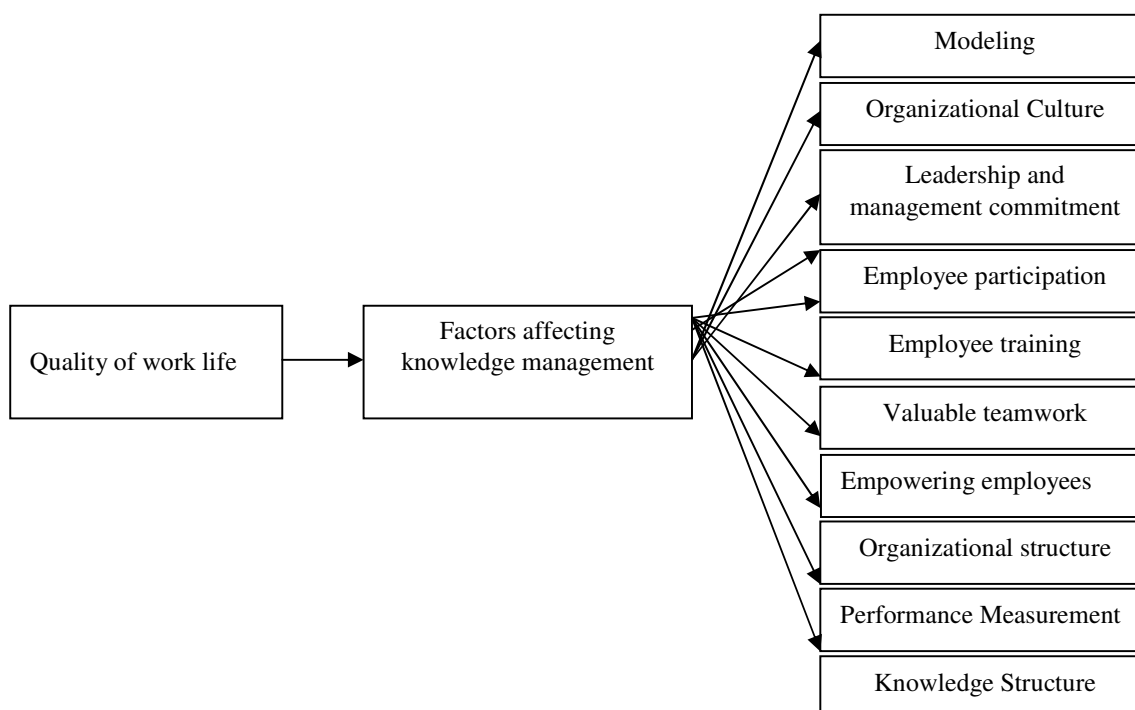 Modeling
Organizational Culture
Leadership and
management commitment
Employee participation
Employee training
Valuable teamwork
Empowering employees
Organizational structure
Performance Measurement
Knowledge Structure
Quality of work life
Factors affecting
knowledge management